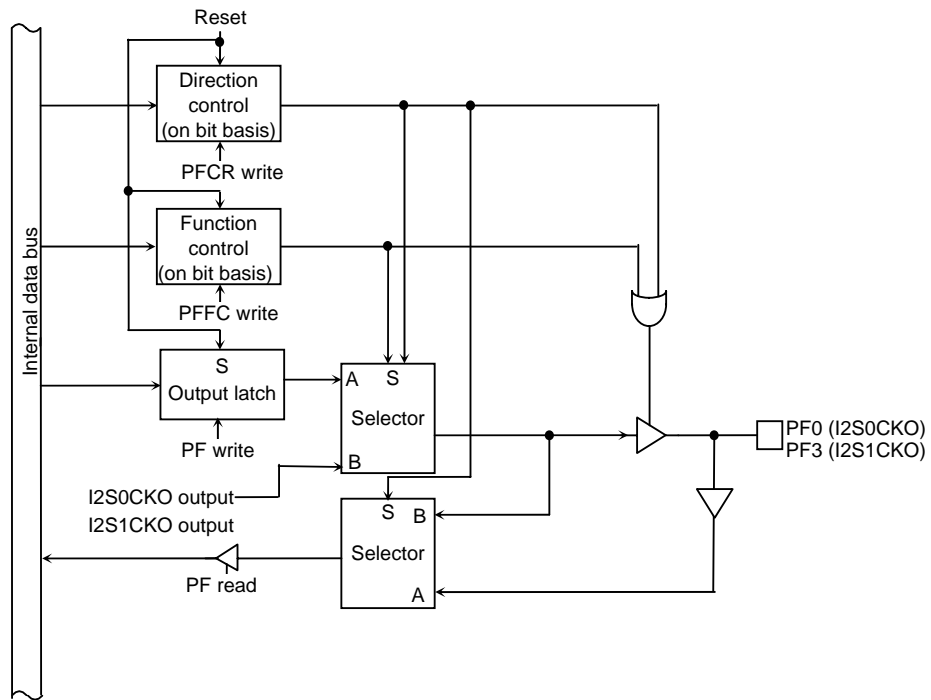 Reset
Direction
control
(on bit basis)
PFCR write
Function
control
(on bit basis)
PFFC write
Internal data bus
S
Output latch
A
S
Selector
B
PF write
PF0 (I2S0CKO)
PF3 (I2S1CKO)
I2S0CKO output
I2S1CKO output
S
B
Selector
A
PF read